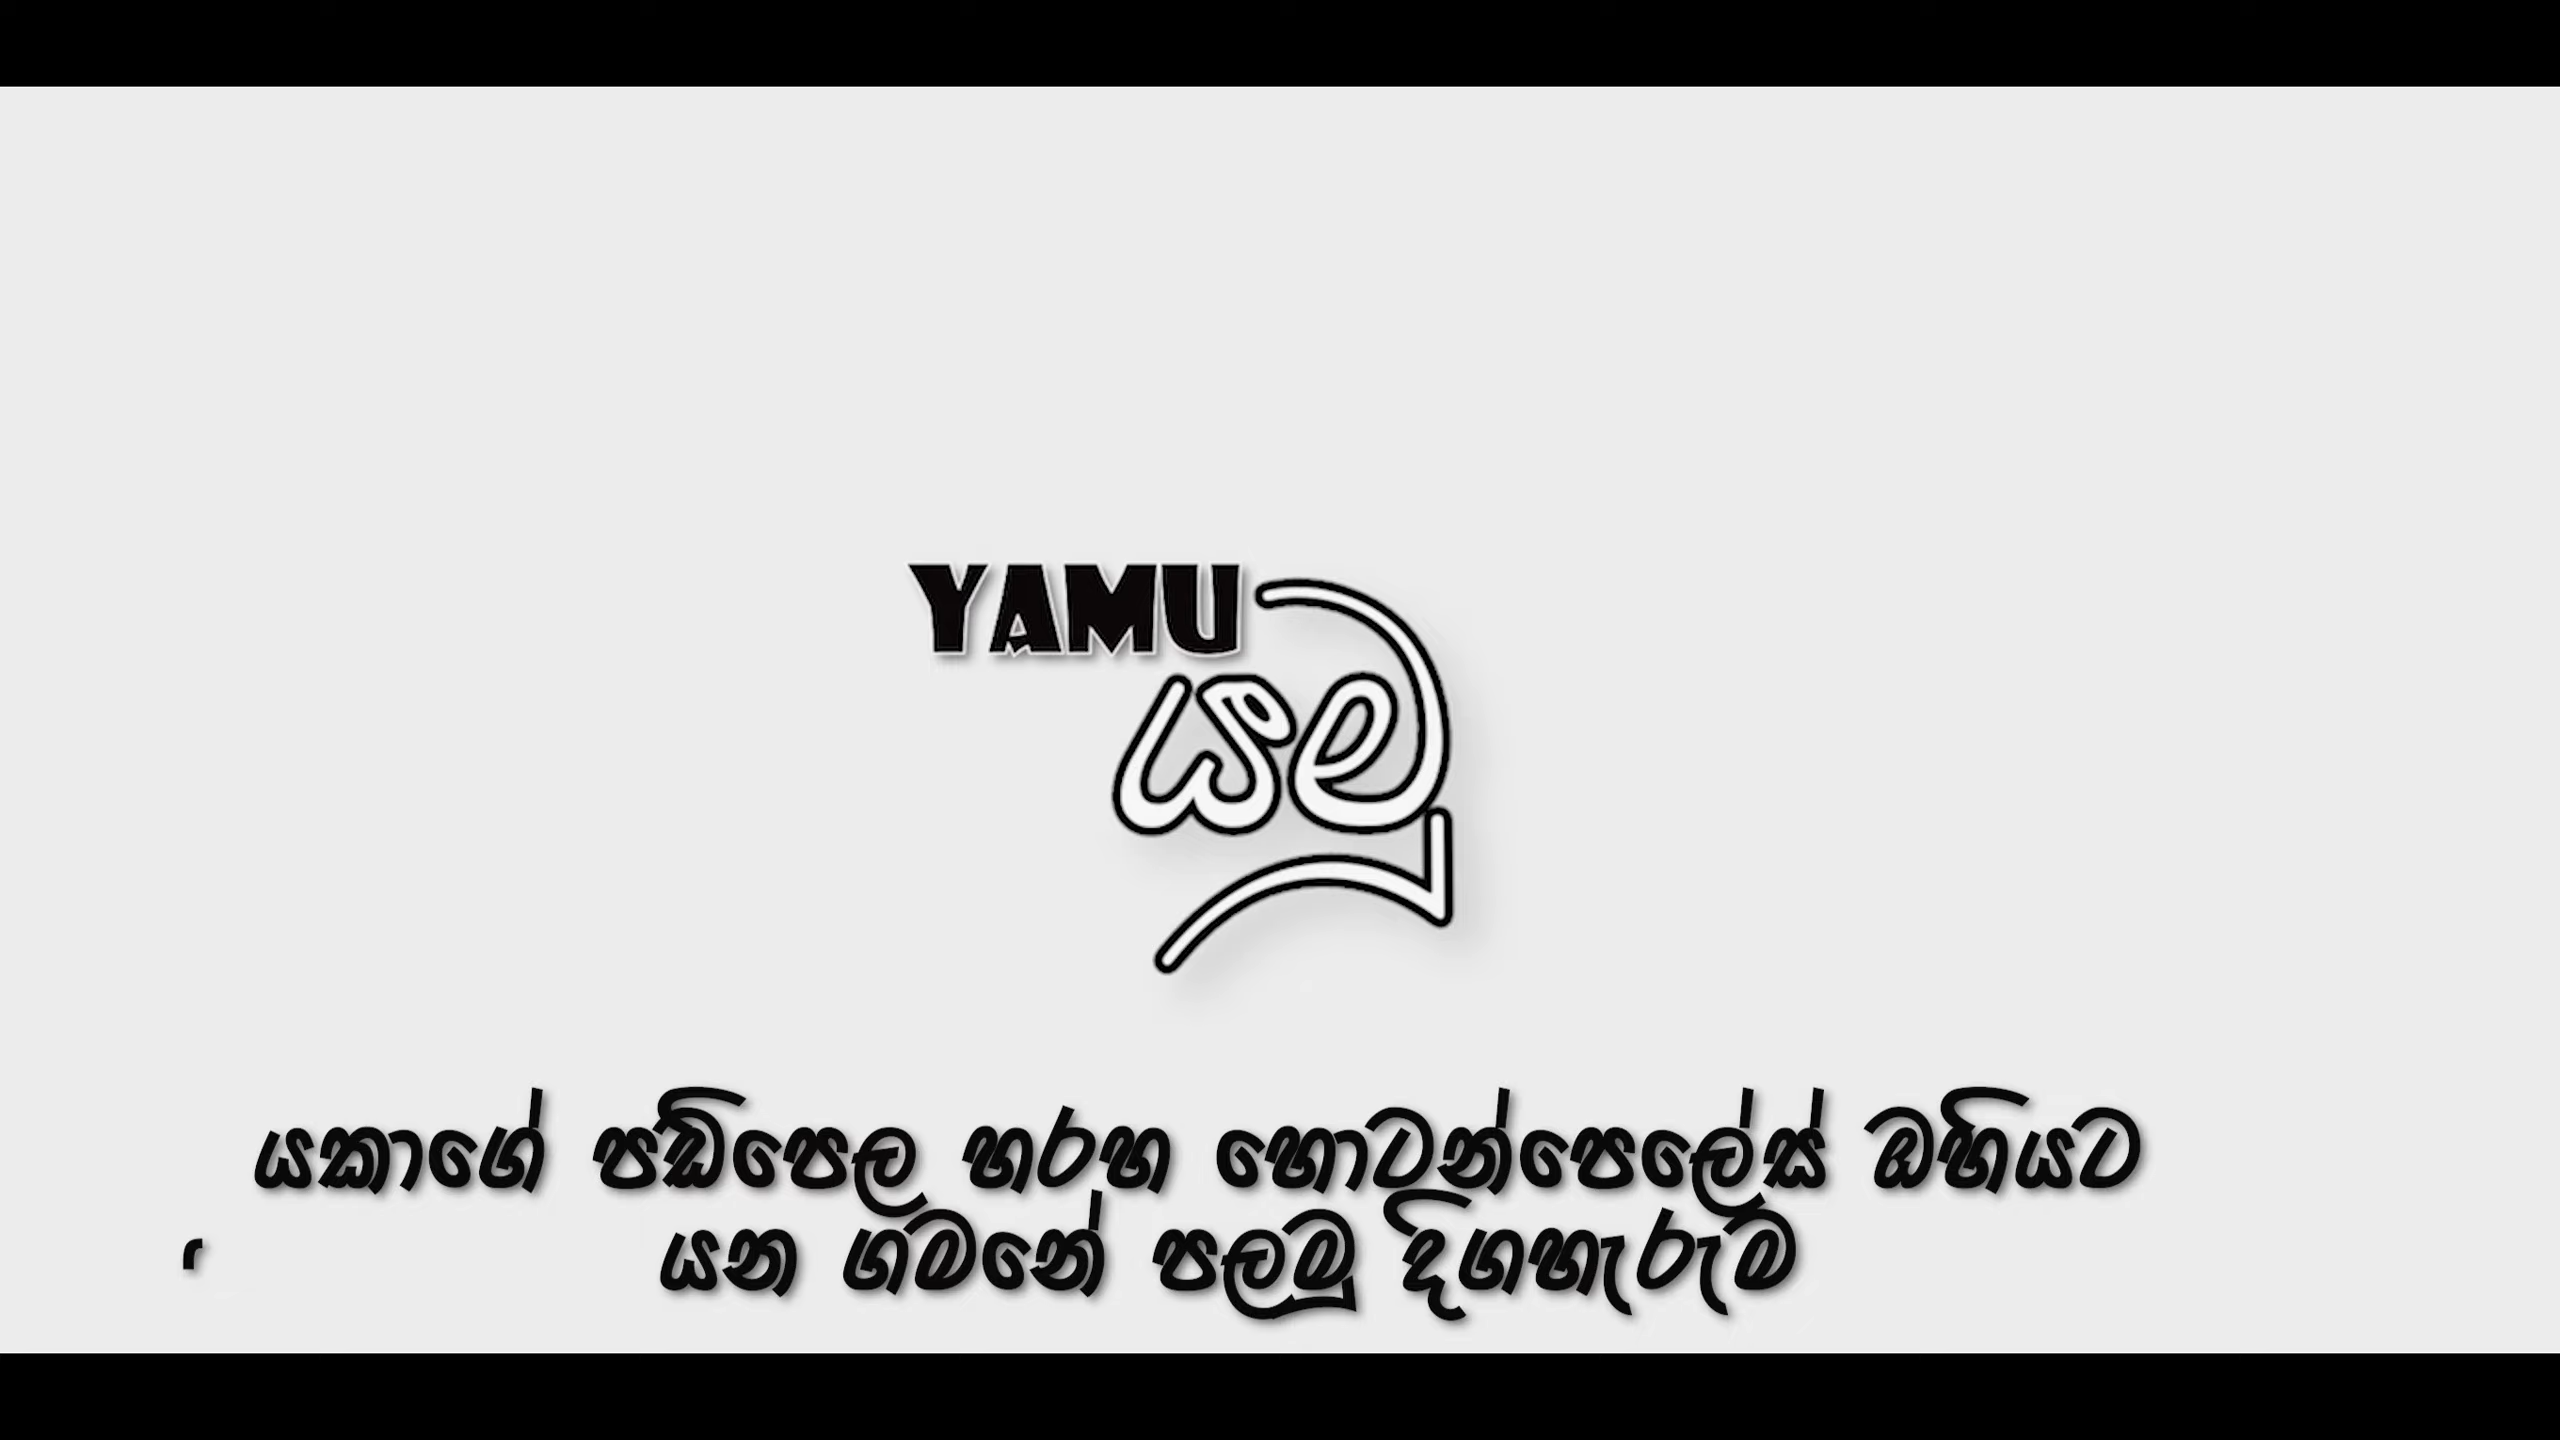 YAMU
යමු
යකාගේ පඩිපෙල හරහ හොටන්පෙලේස් ඔහියට
යන ගමනේ පලමු දිගහැරුම